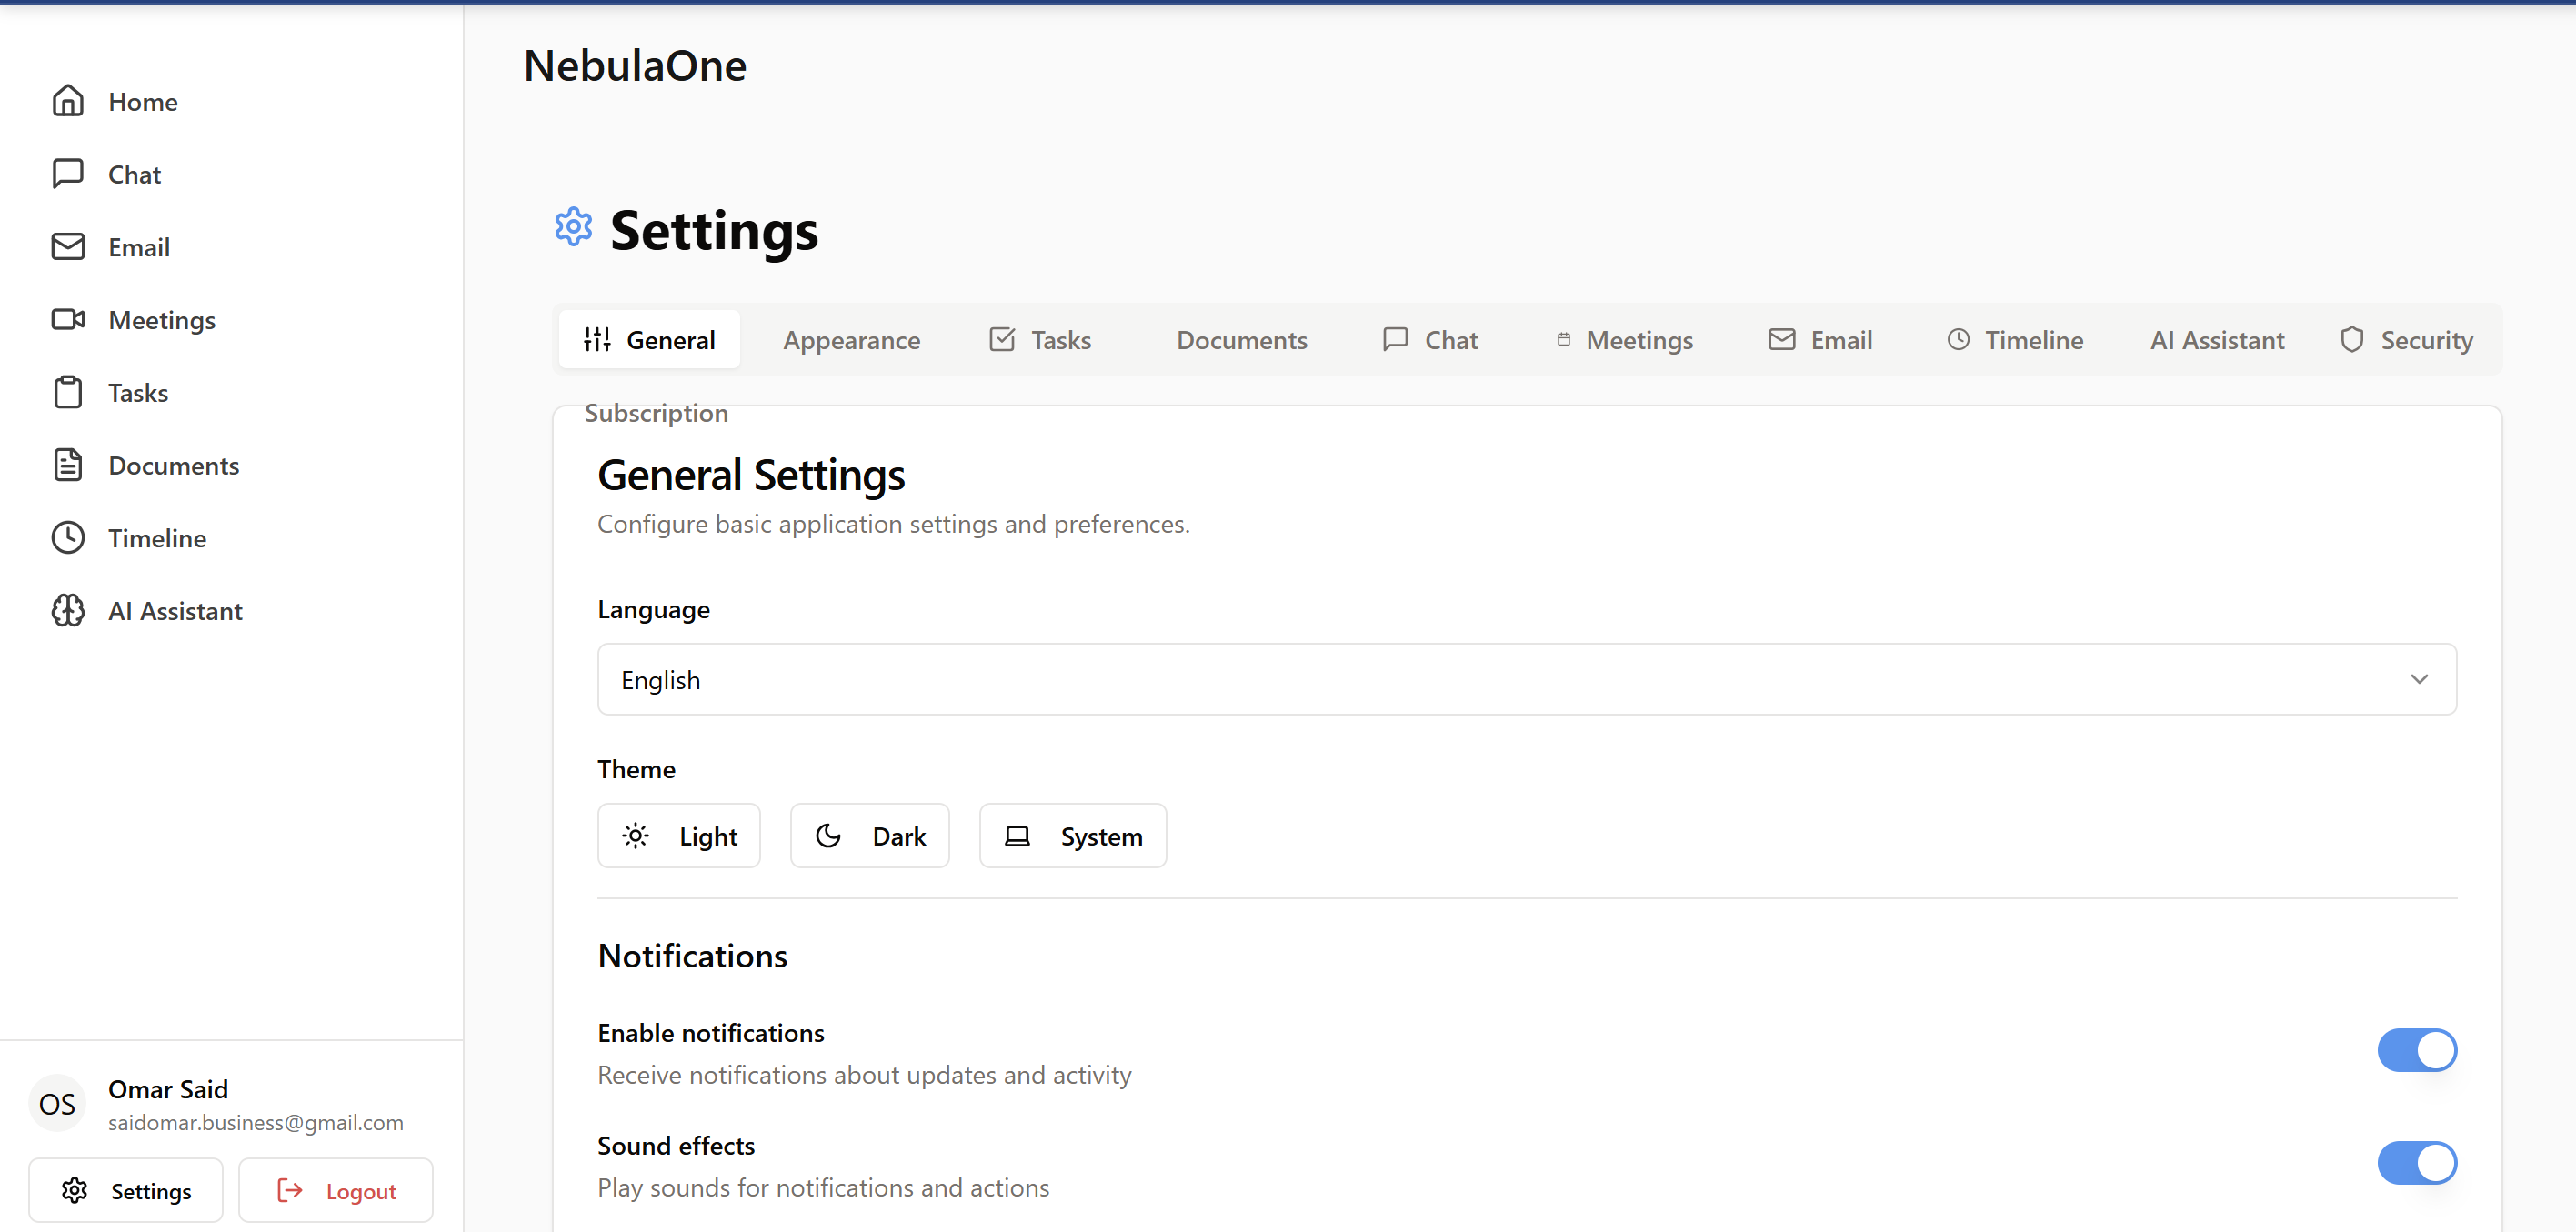 NebulaOne
Home
Chat
Email
Meetings
Tasks
Documents
Timeline
AI Assistant
OS
Omar Said
saidomar.business@gmail.com
Settings
Logout
Settings
General
Appearance
Tasks
Documents
Chat
Meetings
Email
Timeline
AI Assistant
Security
Subscription
General Settings
Configure basic application settings and preferences.
Language
English
Theme
Light
Dark
System
Notifications
Enable notifications
Receive notifications about updates and activity
Sound effects
Play sounds for notifications and actions